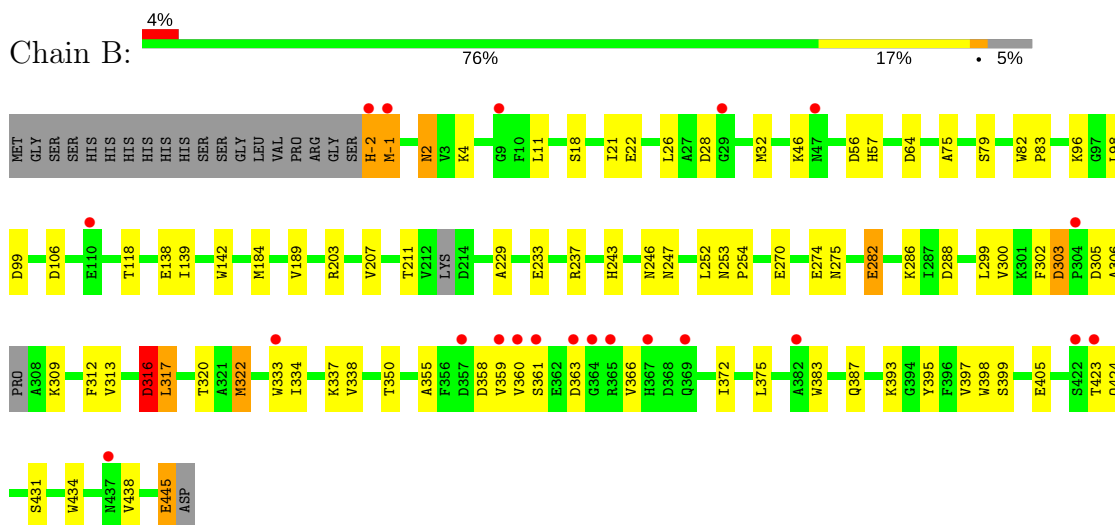 4%
Chain B:
76% 17% • 5%
MET GLY SER SER HIS HIS HIS HIS HIS HIS SER SER GLY LEU VAL PRO ARG GLY SER H-2 M-1 N2 V3 K4 G9 F10 L11 S18 I21 E22 L26 A27 D28 G29 M32 K46 N47 D56 H57 D64 A75 S79 W82 P83 K96 G97 L98
D99 D106 E110 T118 E138 I139 W142 M184 V189 R203 V207 T211 V212 LYS D214 A229 E233 R237 H243 N246 N247 L252 N253 P254 E270 E274 N275 E282 K286 I287 D288 L299 V300 K301 F302 D303 P304 D305 A306
PRO A308 K309 F312 V313 D316 L317 T320 A321 M322 W333 I334 K337 V338 T350 A355 F356 D357 D358 V359 V360 S361 E362 D363 G364 R365 V366 H367 D368 Q369 I372 L375 A382 W383 Q387 K393 G394 Y395 F396 V397 W398 S399 E405 S422 T423
S431 W434 N437 V438 E445 ASP